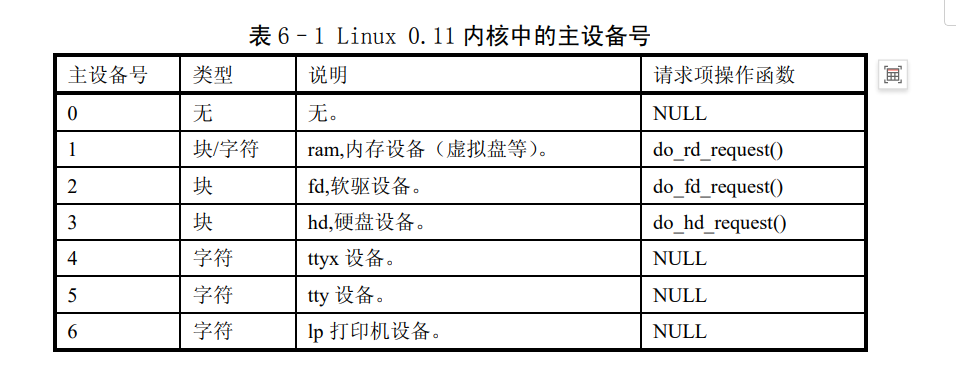 表 6–1 Linux 0.11 内核中的主设备号
主设备号 类型 说明 请求项操作函数
0 无 无。 NULL
1 块/字符 ram,内存设备（虚拟盘等）。 do_rd_request()
2 块 fd,软驱设备。 do_fd_request()
3 块 hd,硬盘设备。 do_hd_request()
4 字符 ttyx 设备。 NULL
5 字符 tty 设备。 NULL
6 字符 lp 打印机设备。 NULL